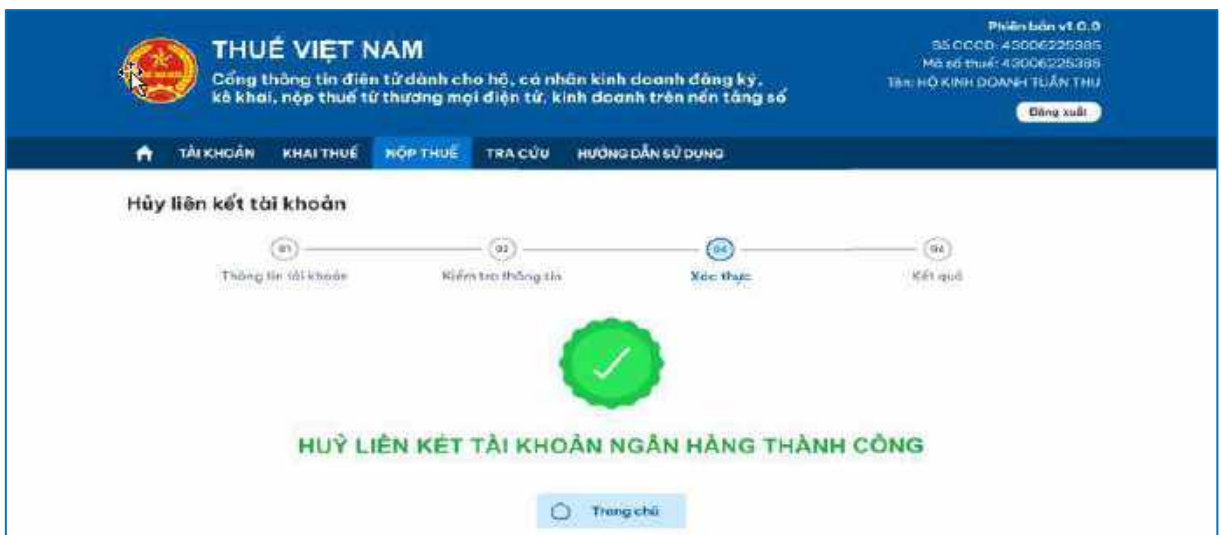 Phiên bản v1.0.0
THUẾ VIỆT NAM
Số CCCD: 43006225385
Mã số thuế: 43006225385
Cổng thông tin điện tử dành cho hộ, cá nhân kinh doanh đăng ký,
Tên: HỘ KINH DOANH TUẤN THU
kê khai, nộp thuế từ thương mại điện tử, kinh doanh trên nền tảng số
Đăng xuất
TÀI KHOẢN KHAI THUẾ NỘP THUẾ TRA CỨU HƯỚNG DẪN SỬ DỤNG
Hủy liên kết tài khoản
01 02 04
Thông tin tài khoản Kiểm tra thông tin Xác thực Kết quả
HUỶ LIÊN KẾT TÀI KHOẢN NGÂN HÀNG THÀNH CÔNG
Trang chủ